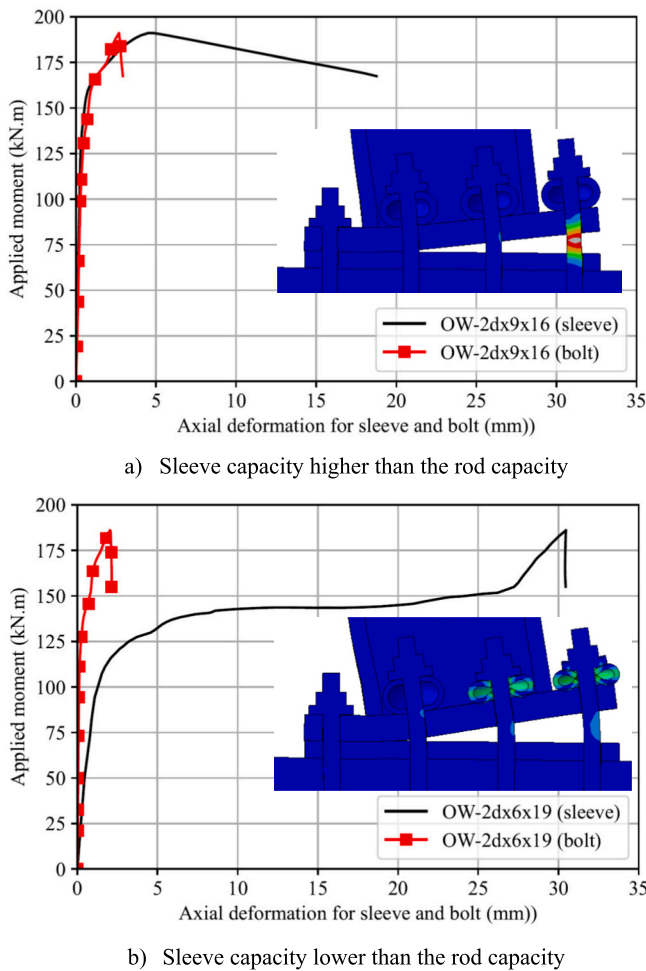 200
175
150
125
100
75
50
25
0
Applied moment (kN.m)
OW-2dx9x16 (sleeve)
OW-2dx9x16 (bolt)
0 5 10 15 20 25 30 35
Axial deformation for sleeve and bolt (mm))
a) Sleeve capacity higher than the rod capacity
200
175
150
125
100
75
50
25
0
Applied moment (kN.m)
OW-2dx6x19 (sleeve)
OW-2dx6x19 (bolt)
0 5 10 15 20 25 30 35
Axial deformation for sleeve and bolt (mm))
b) Sleeve capacity lower than the rod capacity